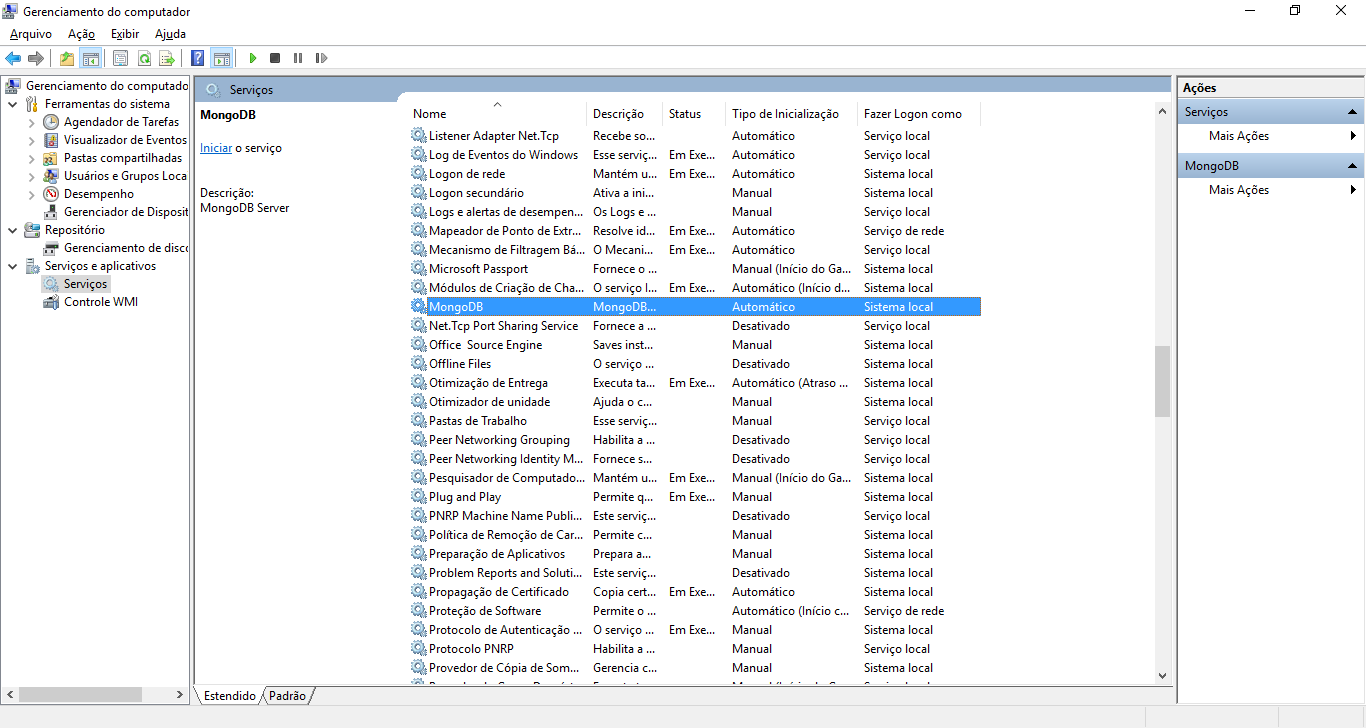 Gerenciamento do computador
Arquivo Ação Exibir Ajuda
Gerenciamento do computado
Ferramentas do sistema
Agendador de Tarefas
Visualizador de Eventos
Pastas compartilhadas
Usuários e Grupos Loca
Desempenho
Gerenciador de Disposit
Repositório
Gerenciamento de disc
Serviços e aplicativos
Serviços
Controle WMI
Serviços
MongoDB
Iniciar o serviço
Descrição:
MongoDB Server
Nome Descrição Status Tipo de Inicialização Fazer Logon como
Listener Adapter Net.Tcp Recebe so... Automático Serviço local
Log de Eventos do Windows Esse serviç... Em Exe... Automático Serviço local
Logon de rede Mantém u... Em Exe... Automático Sistema local
Logon secundário Ativa a ini... Manual Sistema local
Logs e alertas de desempen... Os Logs e ... Manual Serviço local
Mapeador de Ponto de Extr... Resolve id... Em Exe... Automático Serviço de rede
Mecanismo de Filtragem Bá... O Mecani... Em Exe... Automático Serviço local
Microsoft Passport Fornece o ... Manual (Início do Ga... Sistema local
Módulos de Criação de Cha... O serviço I... Em Exe... Automático (Início d... Sistema local
MongoDB MongoDB... Automático Sistema local
Net.Tcp Port Sharing Service Fornece a ... Desativado Serviço local
Office Source Engine Saves inst... Manual Sistema local
Offline Files O serviço ... Desativado Sistema local
Otimização de Entrega Executa ta... Em Exe... Automático (Atraso ... Sistema local
Otimizador de unidade Ajuda o c... Manual Sistema local
Pastas de Trabalho Esse serviç... Manual Serviço local
Peer Networking Grouping Habilita a ... Desativado Serviço local
Peer Networking Identity M... Fornece s... Desativado Serviço local
Pesquisador de Computado... Mantém u... Em Exe... Manual (Início do Ga... Sistema local
Plug and Play Permite q... Em Exe... Manual Sistema local
PNRP Machine Name Publi... Este serviç... Desativado Serviço local
Política de Remoção de Car... Permite c... Manual Sistema local
Preparação de Aplicativos Prepara a... Manual Sistema local
Problem Reports and Soluti... Este serviç... Desativado Sistema local
Propagação de Certificado Copia cert... Em Exe... Automático Sistema local
Proteção de Software Permite o ... Automático (Início c... Serviço de rede
Protocolo de Autenticação ... O serviço ... Em Exe... Manual Sistema local
Protocolo PNRP Habilita a ... Manual Serviço local
Provedor de Cópia de Som... Gerencia c... Manual Sistema local
Estendido Padrão
Ações
Serviços
Mais Ações
MongoDB
Mais Ações